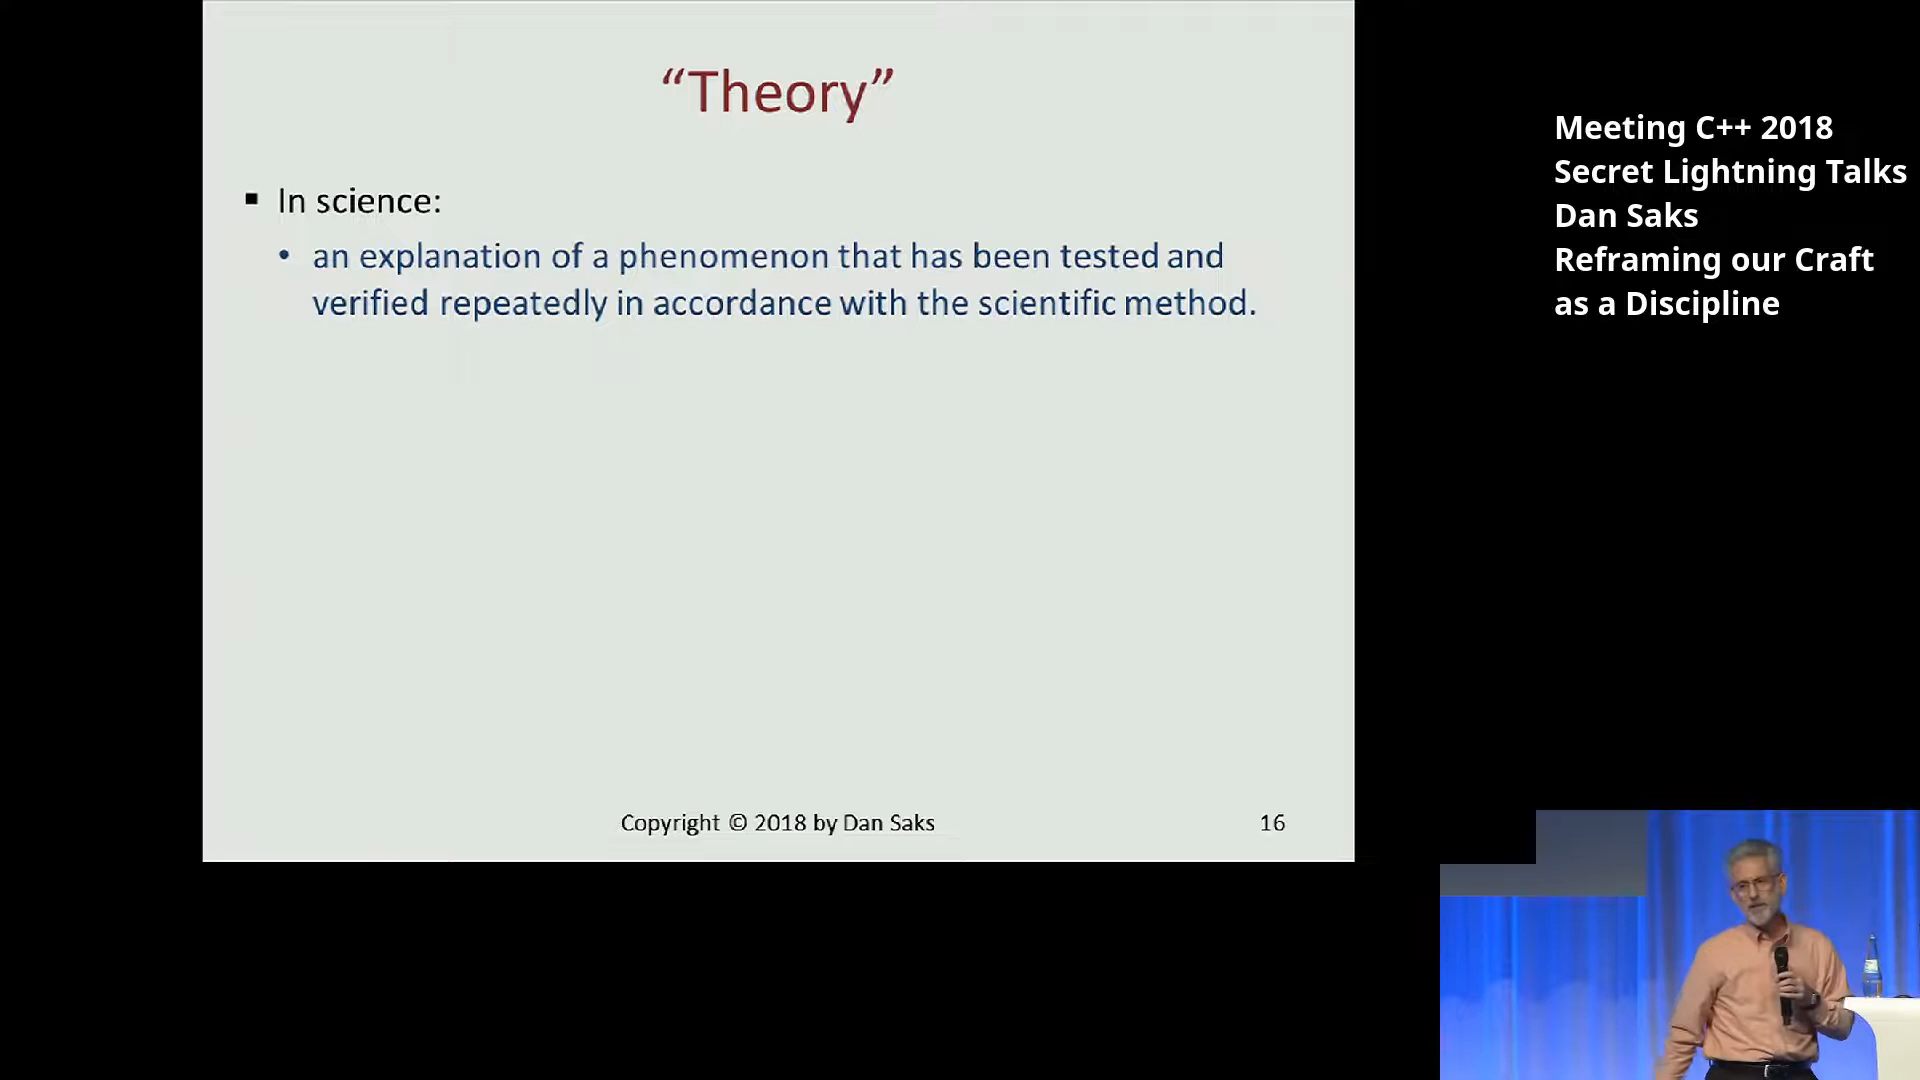 “Theory”
▪ In science:
• an explanation of a phenomenon that has been tested and
verified repeatedly in accordance with the scientific method.
Copyright © 2018 by Dan Saks
16
Meeting C++ 2018
Secret Lightning Talks
Dan Saks
Reframing our Craft
as a Discipline